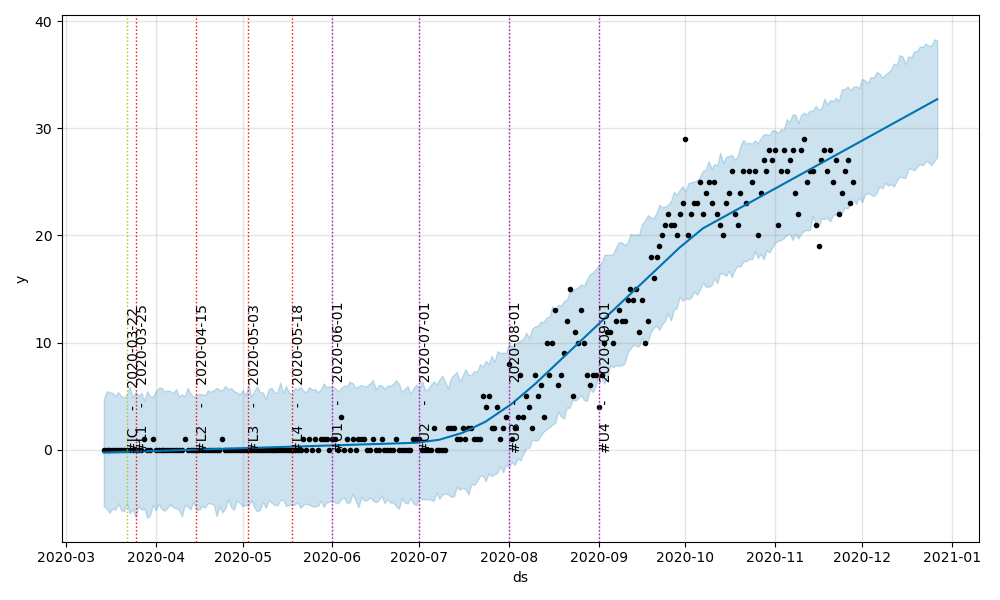 40
30
20
10
0
y
#JC - 2020-03-22
#L1 - 2020-03-25
#L2 - 2020-04-15
#L3 - 2020-05-03
#L4 - 2020-05-18
#U1 - 2020-06-01
#U2 - 2020-07-01
#U3 - 2020-08-01
#U4 - 2020-09-01
2020-03
2020-04
2020-05
2020-06
2020-07
2020-08
2020-09
2020-10
2020-11
2020-12
2021-01
ds